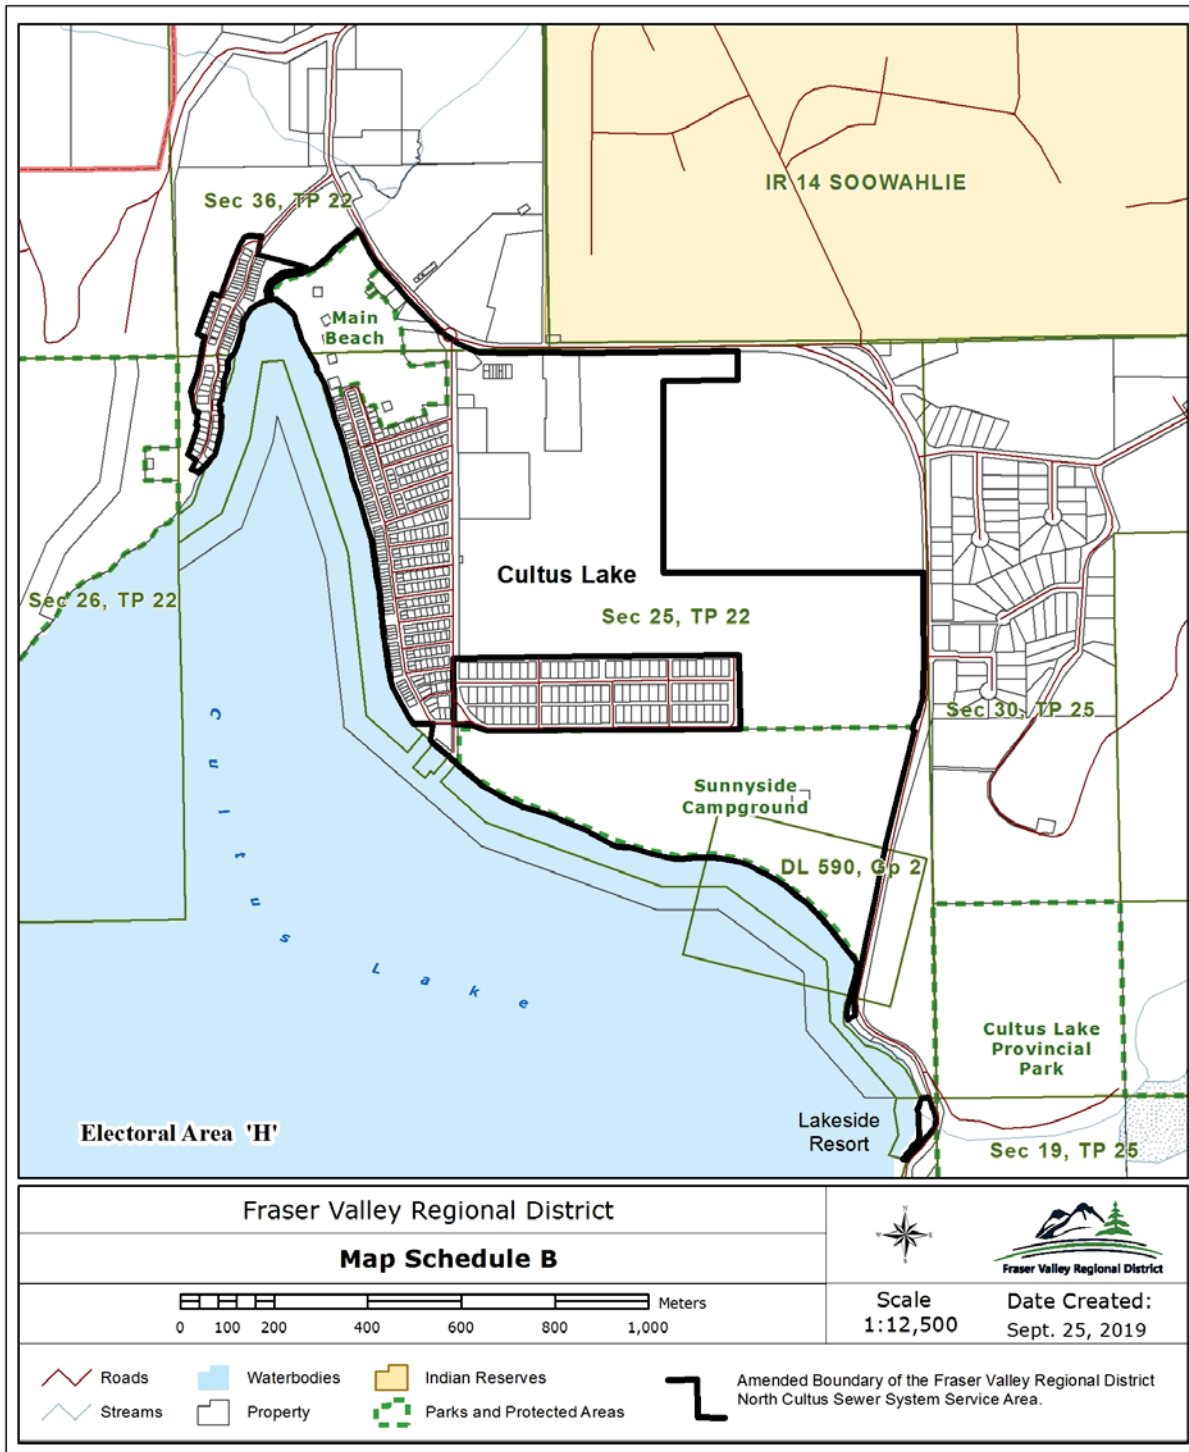 IR 14 SOOWAHLIE
Sec 36, TP 22
Main
Beach
Cultus Lake
Sec 26, TP 22
Sec 25, TP 22
Sec 30, TP 25
Cultus Lake
Sunnyside
Campground
DL 590, Gp 2
Cultus Lake
Provincial
Park
Lakeside
Resort
Electoral Area 'H'
Sec 19, TP 25
Fraser Valley Regional District
Map Schedule B
Meters
0 100 200 400 600 800 1,000
N
W E
S
Fraser Valley Regional District
Scale
1:12,500
Date Created:
Sept. 25, 2019
Roads
Waterbodies
Indian Reserves
Streams
Property
Parks and Protected Areas
Amended Boundary of the Fraser Valley Regional District
North Cultus Sewer System Service Area.